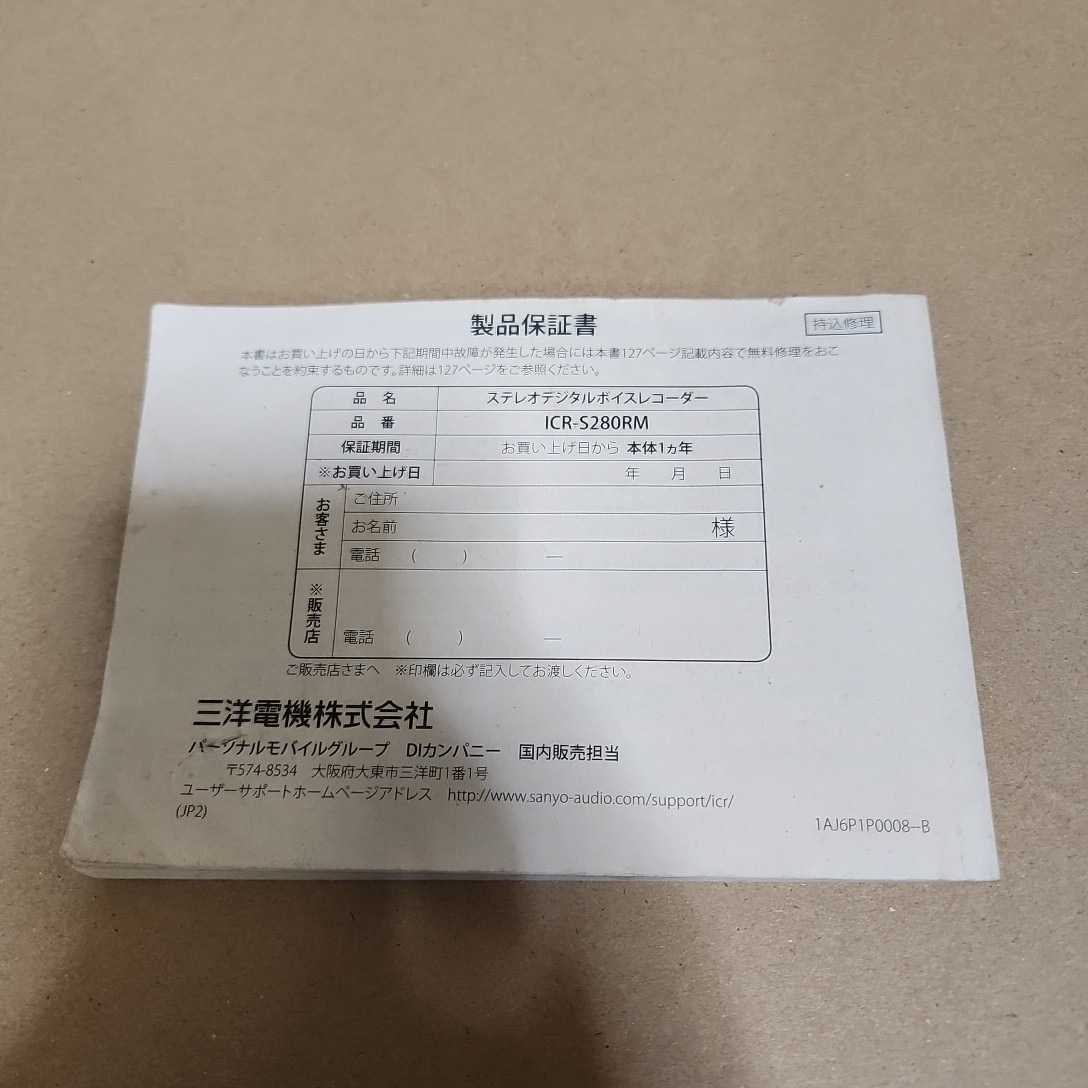 製品保証書
持込修理
本書はお買い上げの日から下記期間中故障が発生した場合には本書127ページ記載内容で無料修理をおこ
なうことを約束するものです。詳細は127ページをご参照ください。
品 名 ステレオデジタルボイスレコーダー
品 番 ICR-S280RM
保証期間 お買い上げ日から 本体1ヵ年
※お買い上げ日 年 月 日
お客さま
ご住所
お名前 様
電話 ( ) ―
※販売店
電話 ( ) ―
ご販売店さまへ ※印欄は必ず記入してお渡しください。
三洋電機株式会社
パーソナルモバイルグループ DIカンパニー 国内販売担当
〒574-8534 大阪府大東市三洋町1番1号
ユーザーサポートホームページアドレス http://www.sanyo-audio.com/support/icr/
(JP2)
1AJ6P1P0008-B